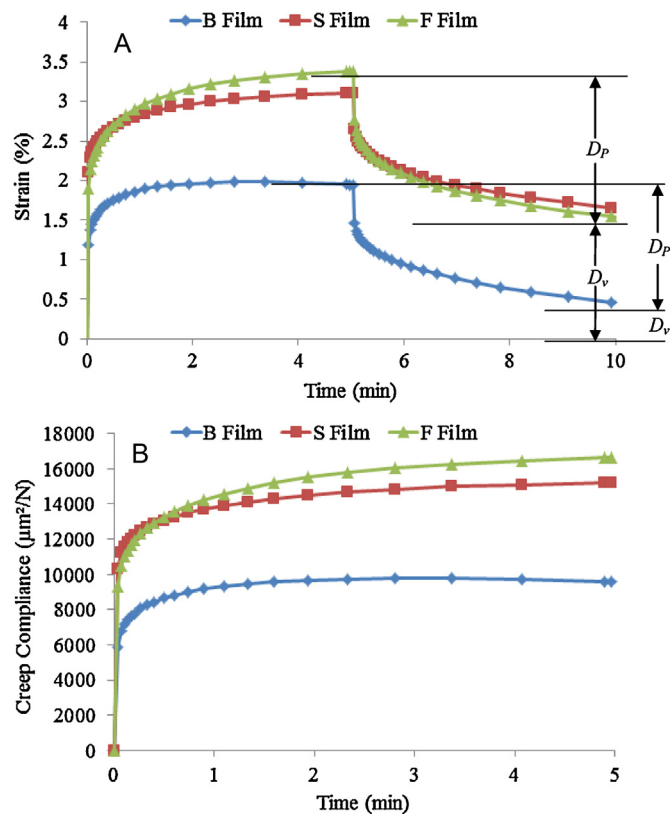 A
B Film S Film F Film
4
3.5
3
2.5
2
1.5
1
0.5
0
Strain (%)
D_P
D_v
D_P
D_v
0 2 4 6 8 10
Time (min)
B
B Film S Film F Film
18000
16000
14000
12000
10000
8000
6000
4000
2000
0
Creep Compliance (μm²/N)
0 1 2 3 4 5
Time (min)